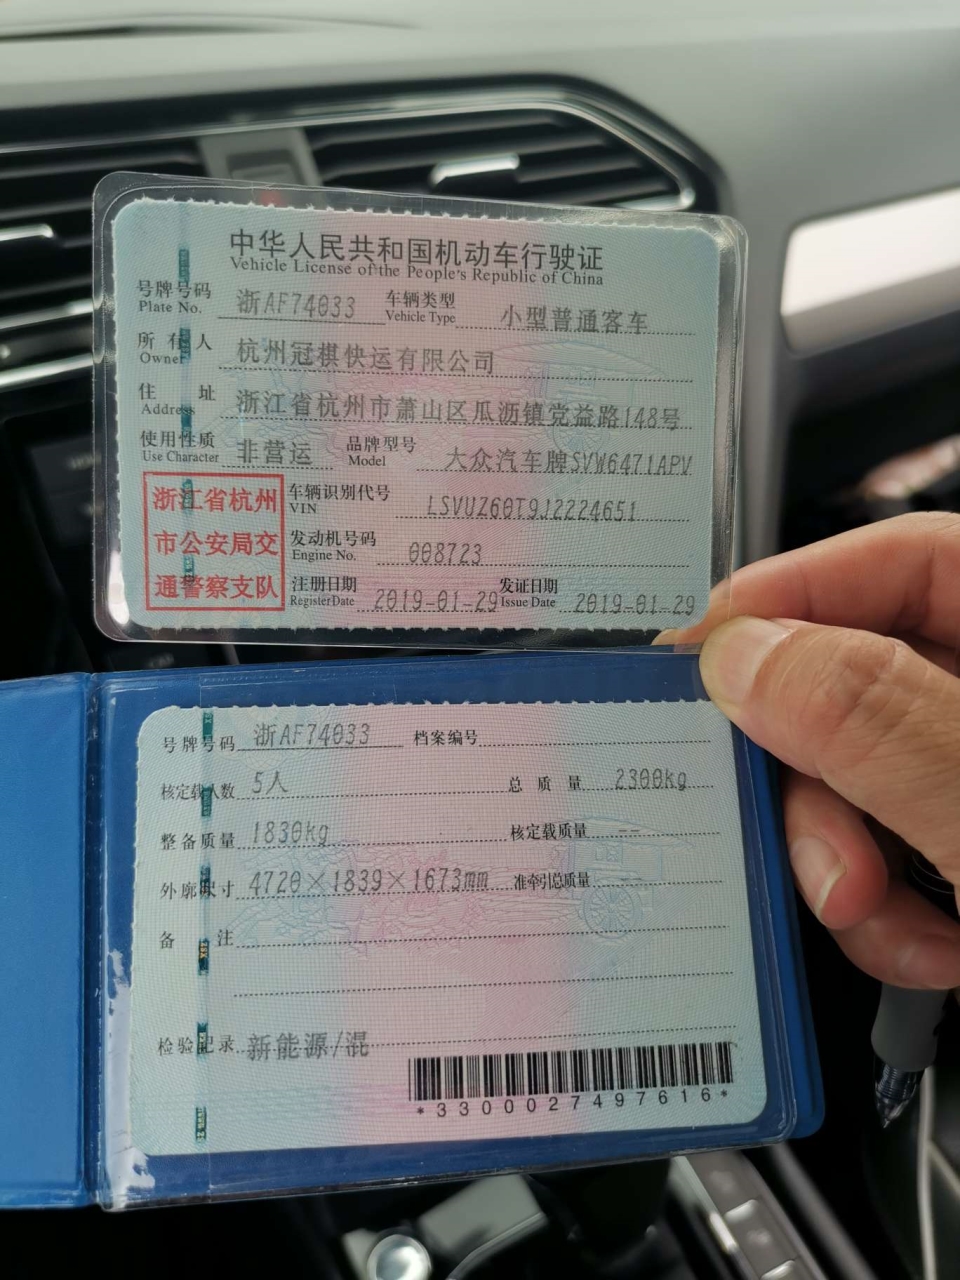 中华人民共和国机动车行驶证
Vehicle License of the People's Republic of China
号牌号码 浙AF74033 车辆类型 小型普通客车
Plate No. Vehicle Type
所有人 杭州冠棋快运有限公司
Owner
住址 浙江省杭州市萧山区瓜沥镇党益路148号
Address
使用性质 非营运 品牌型号 大众汽车牌SVW6471APV
Use Character Model
浙江省杭州
市公安局交
通警察支队
车辆识别代号 LSVUZ60T9J2224651
VIN
发动机号码 008723
Engine No.
注册日期 2019-01-29 发证日期 2019-01-29
Register Date Issue Date
号牌号码 浙AF74033 档案编号
核定载人数 5人 总质量 2300kg
整备质量 1830kg 核定载质量 --
外廓尺寸 4720×1839×1673mm 准牵引总质量 --
备注
检验记录 新能源/混
*3300027497616*